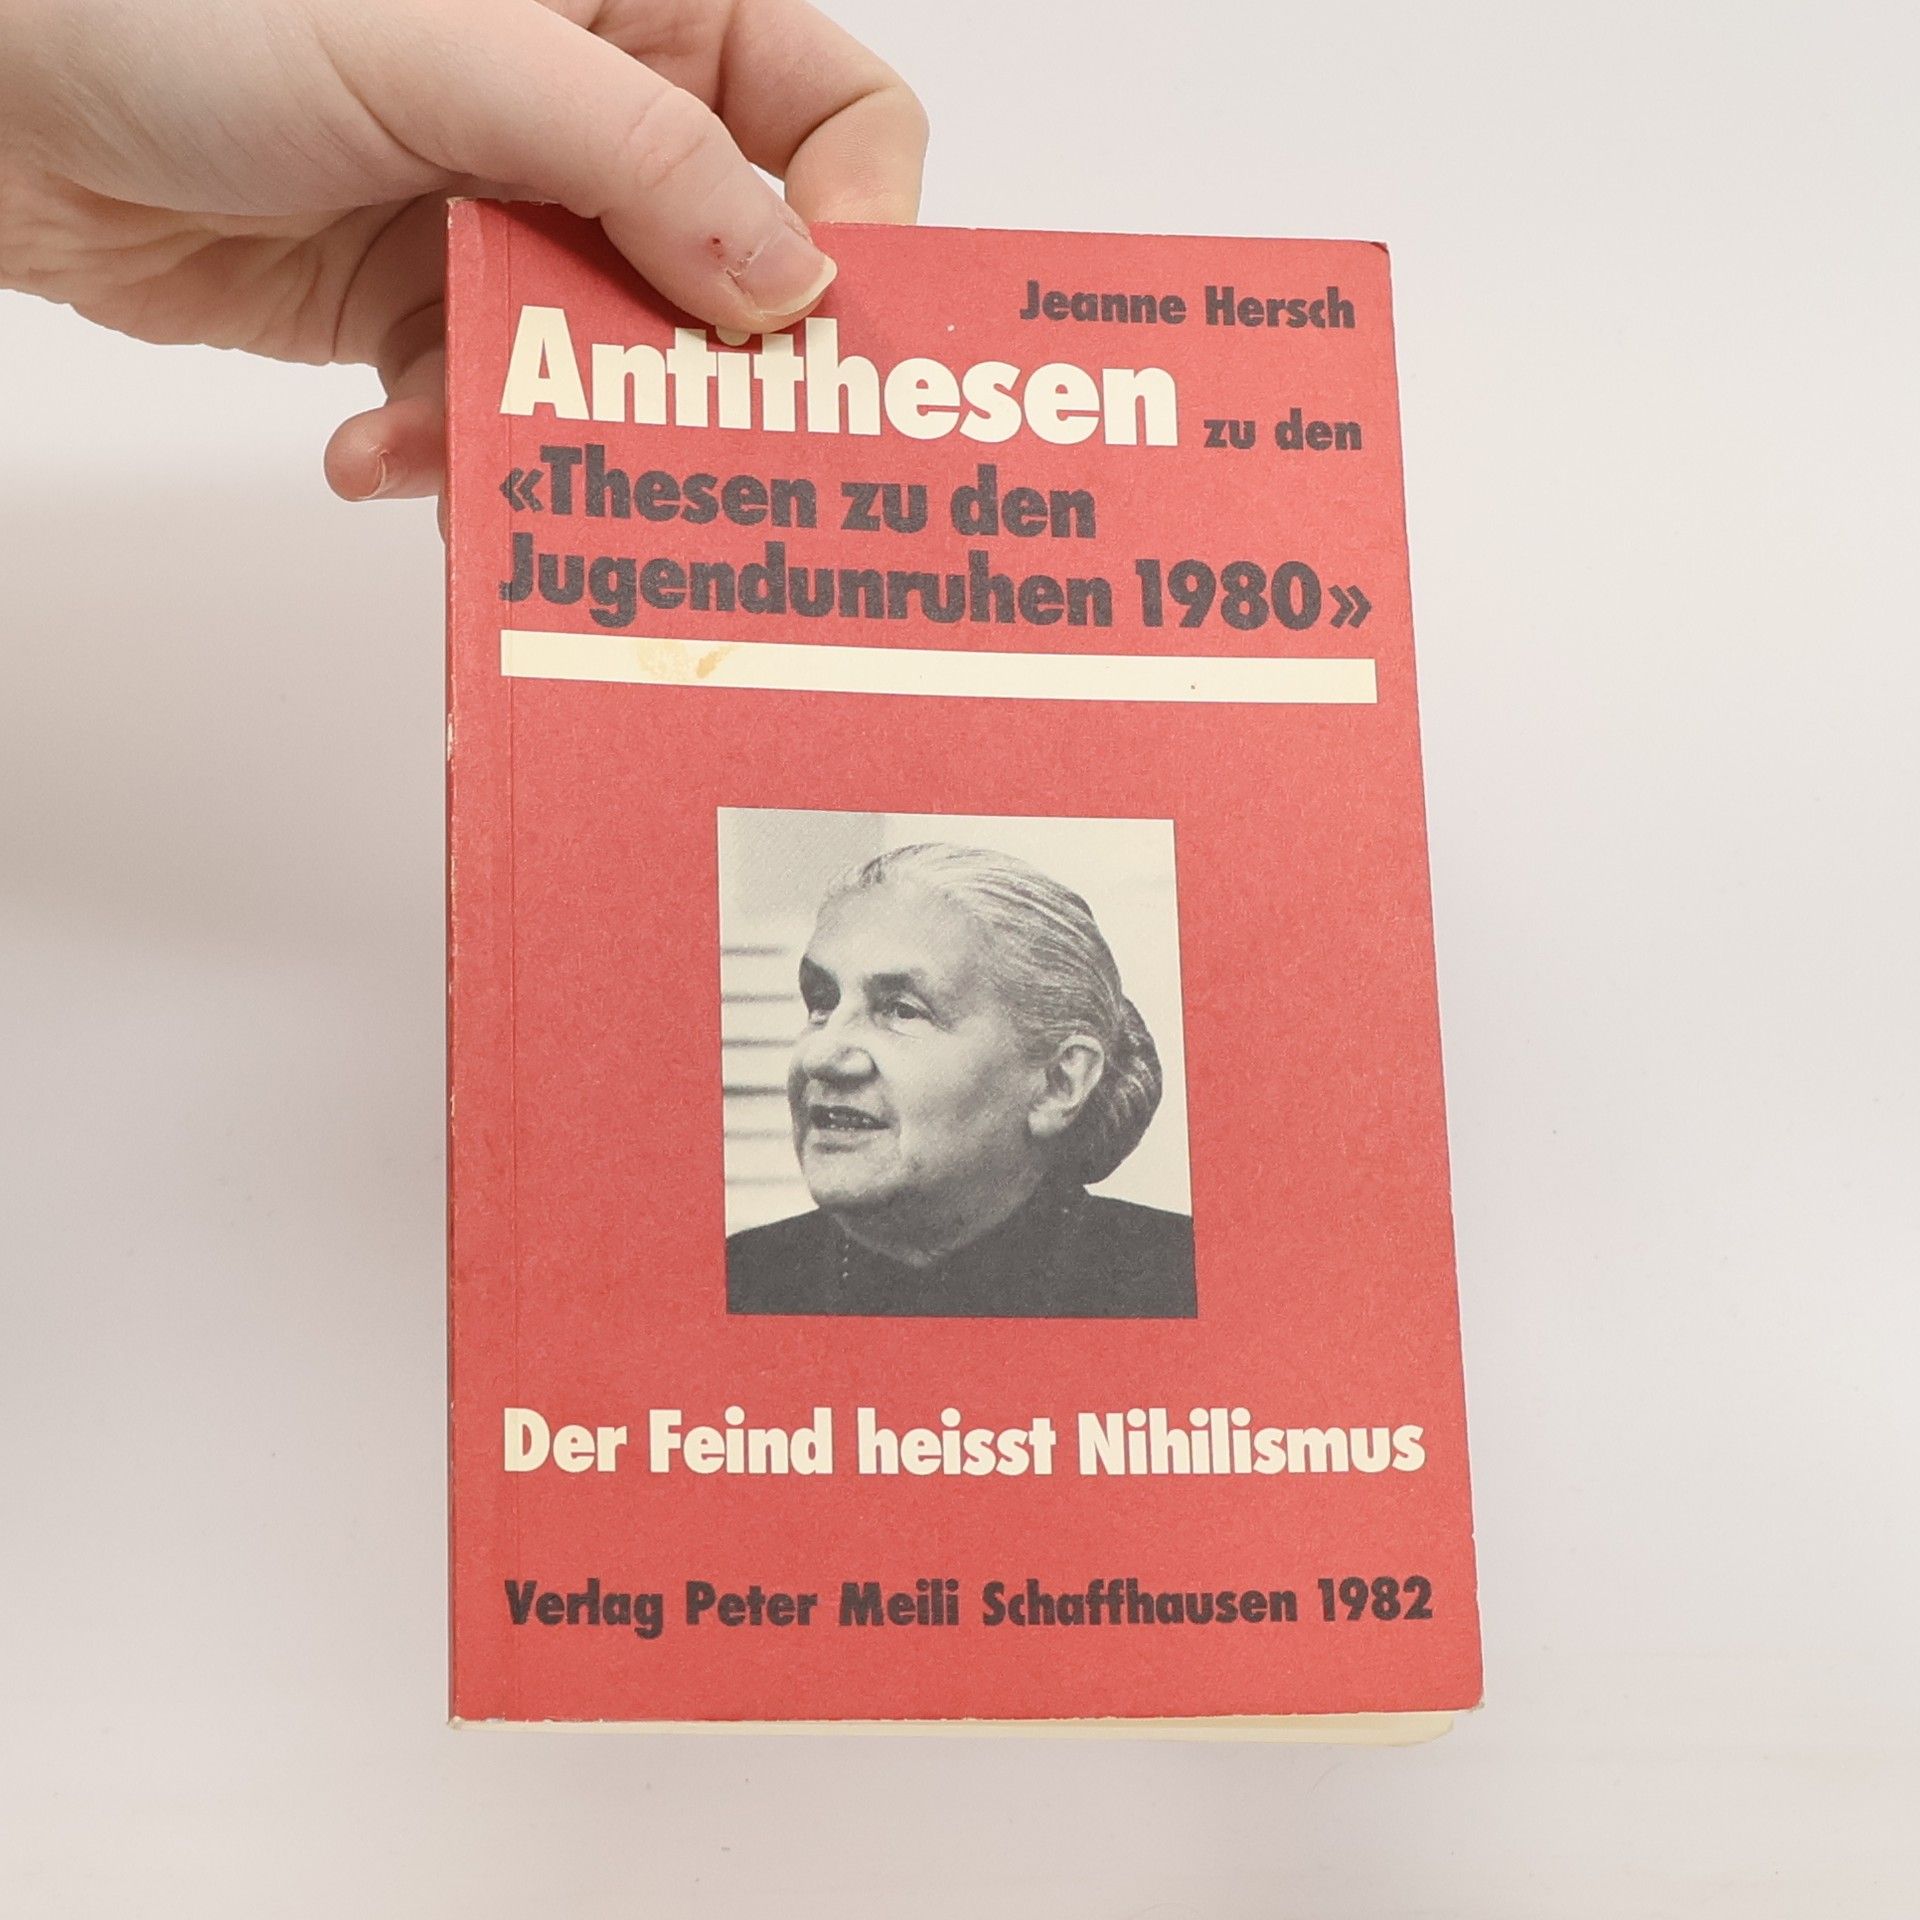 Jeanne Hersch
Antithesen zu den
«Thesen zu den
Jugendunruhen 1980»
Der Feind heisst Nihilismus
Verlag Peter Meili Schaffhausen 1982